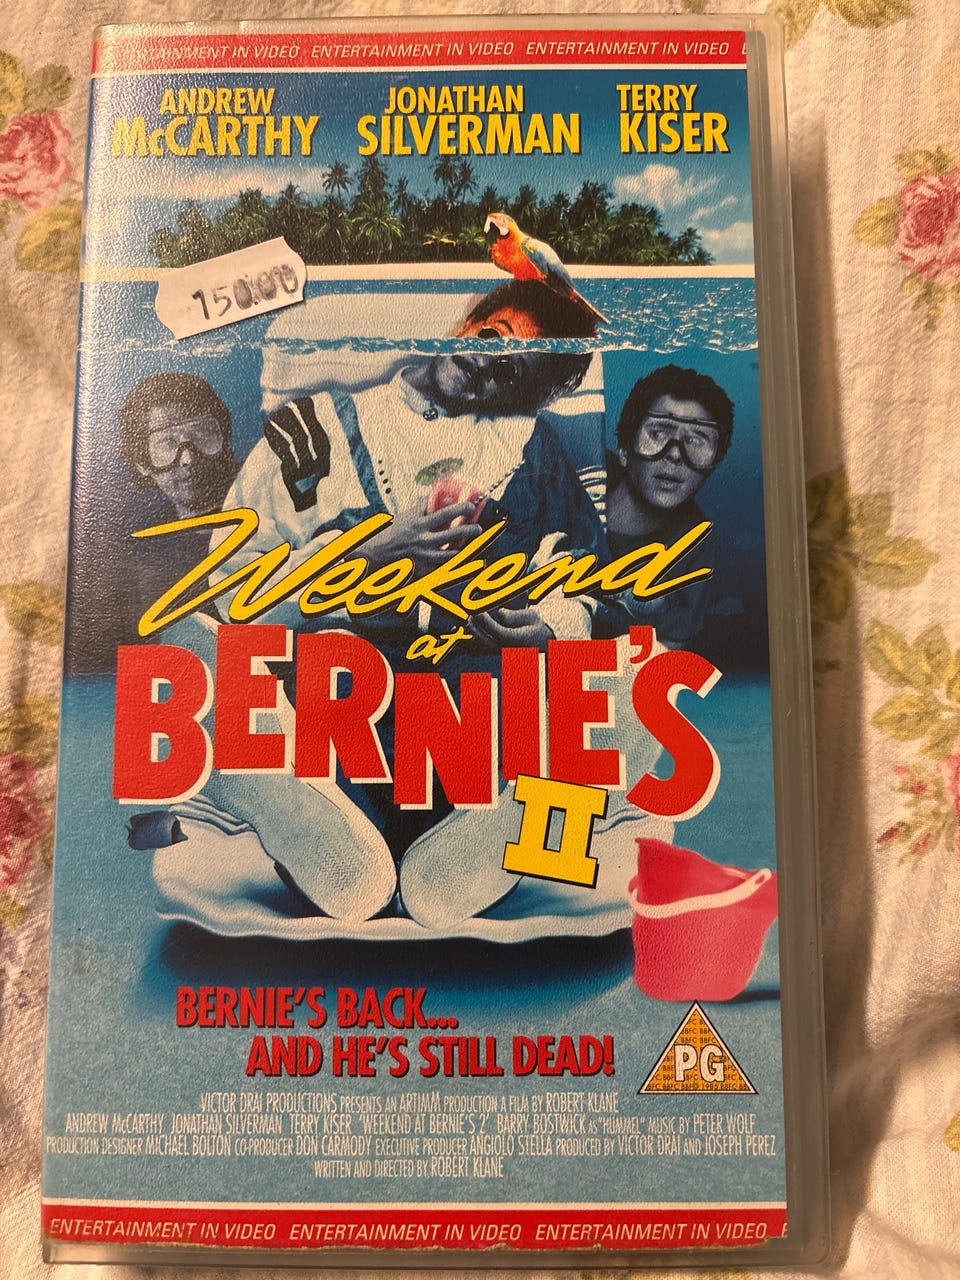 ENTERTAINMENT IN VIDEO ENTERTAINMENT IN VIDEO ENTERTAINMENT IN VIDEO E
ANDREW McCARTHY
JONATHAN SILVERMAN
TERRY KISER
150.00
Weekend
at
BERNIE'S
II
BERNIE'S BACK...
AND HE'S STILL DEAD!
PG
VICTOR DRAI PRODUCTIONS PRESENTS AN ARTIMM PRODUCTION A FILM BY ROBERT KLANE
ANDREW McCARTHY JONATHAN SILVERMAN TERRY KISER 'WEEKEND AT BERNIE'S 2' BARRY BOSTWICK AS "HUMMEL" MUSIC BY PETER WOLF
PRODUCTION DESIGNER MICHAEL BOLTON CO-PRODUCER DON CARMODY EXECUTIVE PRODUCER ANGIOLO STELLA PRODUCED BY VICTOR DRAI AND JOSEPH PEREZ
WRITTEN AND DIRECTED BY ROBERT KLANE
ENTERTAINMENT IN VIDEO ENTERTAINMENT IN VIDEO ENTERTAINMENT IN VIDEO E